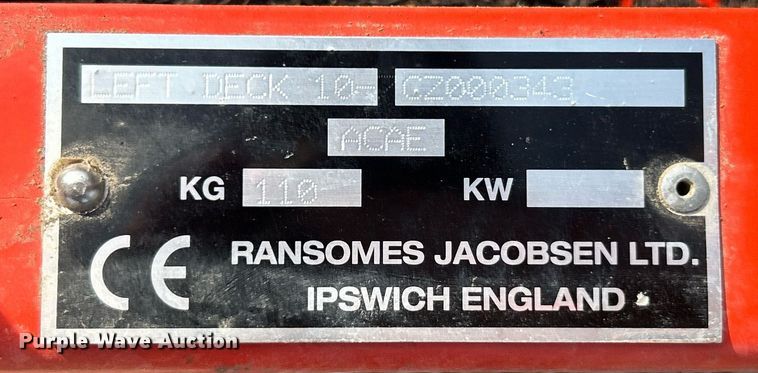 LEFT DECK 10- CZ000343
ACAE
KG 110 KW
CE RANSOMES JACOBSEN LTD.
IPSWICH ENGLAND
Purple Wave Auction